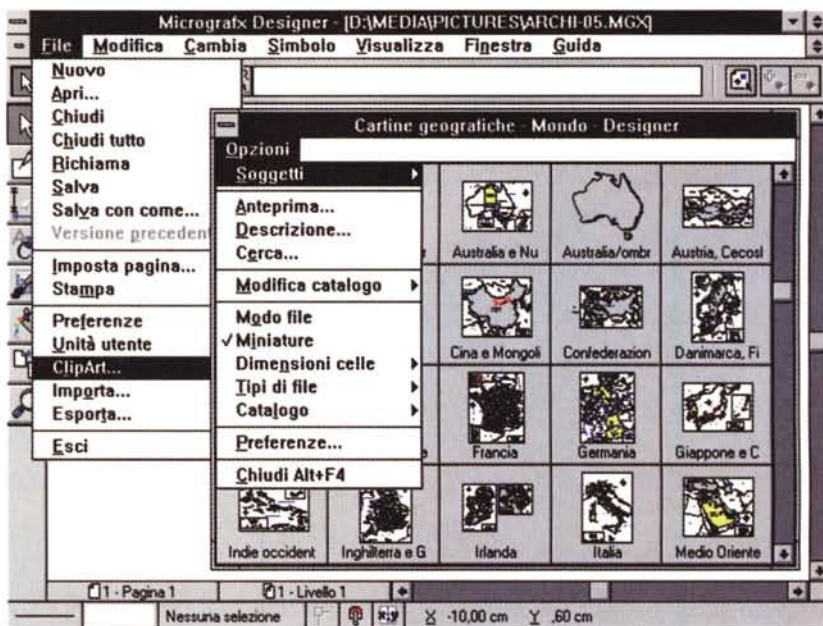 Micrografx Designer - [D:\MEDIA\PICTURES\ARCHI-05.MGX]
File Modifica Cambia Simbolo Visualizza Finestra Guida
Nuovo
Apri...
Chiudi
Chiudi tutto
Richiama
Salva
Salva con come...
Versione precedent
Imposta pagina...
Stampa
Preferenze
Unità utente
ClipArt...
Importa...
Esporta...
Esci
Cartine geografiche - Mondo - Designer
Opzioni
Soggetti
Anteprima...
Descrizione...
Cerca...
Modifica catalogo
Modo file
✓Miniature
Dimensioni celle
Tipi di file
Catalogo
Preferenze...
Chiudi Alt+F4
Australia e Nu Australia/ombr Austria, Cecosl
Cina e Mongoli Confederazion Danimarca, Fi
Francia Germania Giappone e C
Indie occident Inghilterra e G Irlanda Italia Medio Oriente
1 - Pagina 1 1 - Livello 1
Nessuna selezione X -10,00 cm Y ,60 cm